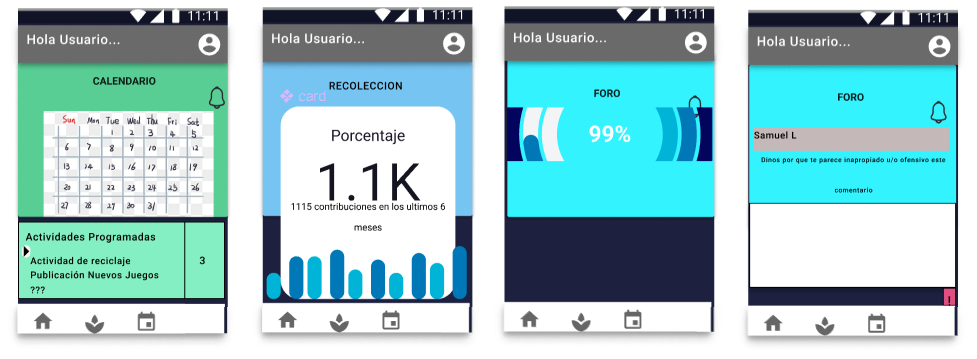 11:11
Hola Usuario...
CALENDARIO
Sun Mon Tue Wed Thu Fri Sat
1 2 3 4 5
6 7 8 9 10 11 12
13 14 15 16 17 18 19
20 21 22 23 24 25 26
27 28 29 30 31
Actividades Programadas
Actividad de reciclaje 3
Publicación Nuevos Juegos
???
11:11
Hola Usuario...
RECOLECCION
card
Porcentaje
1.1K
1115 contribuciones en los ultimos 6
meses
11:11
Hola Usuario...
FORO
99%
11:11
Hola Usuario...
FORO
Samuel L
Dinos por que te parece inapropiado u/o ofensivo este
comentario
!